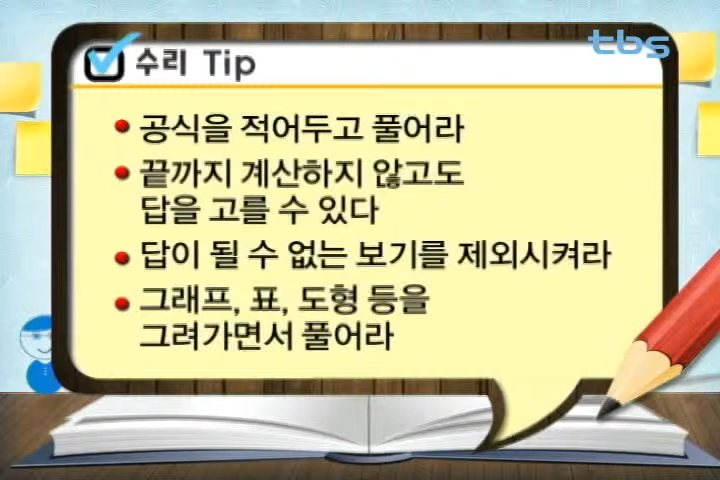 수리 Tip
tbs
공식을 적어두고 풀어라
끝까지 계산하지 않고도
답을 고를 수 있다
답이 될 수 없는 보기를 제외시켜라
그래프, 표, 도형 등을
그려가면서 풀어라